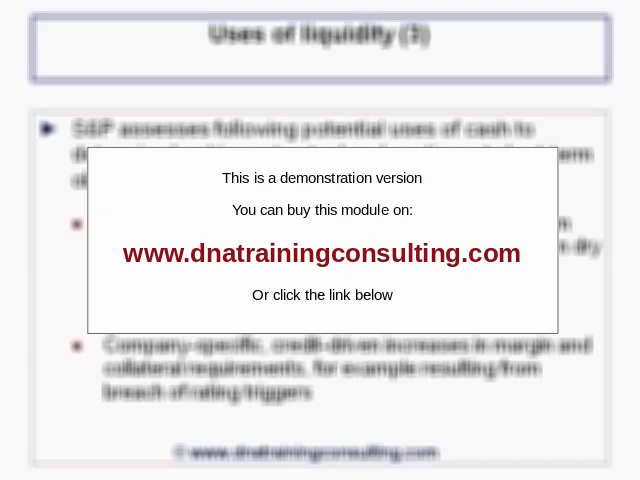 Uses of liquidity (3)
S&P assesses following potential uses of cash to
term
This is a demonstration version
You can buy this module on:
www.dnatrainingconsulting.com
Or click the link below
dry
Company-specific, credit-driven increases in margin and
collateral requirements, for example resulting from
breach of rating triggers
© www.dnatrainingconsulting.com